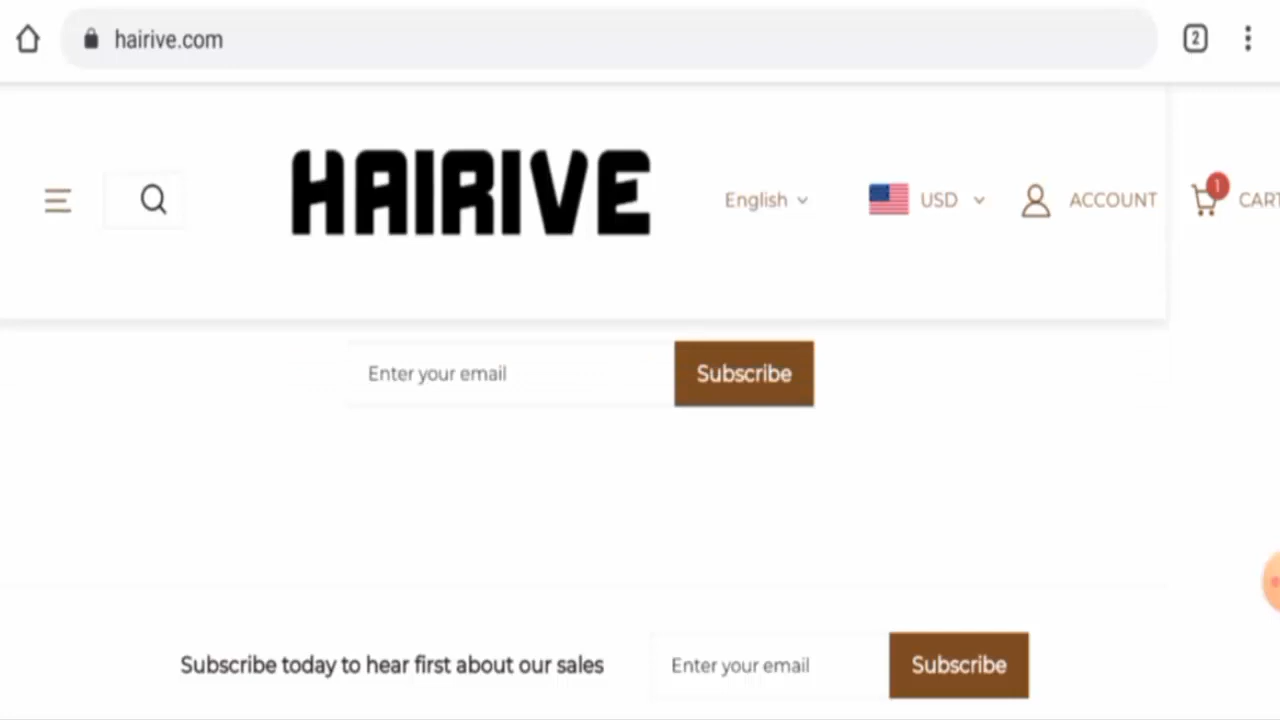 hairive.com
2
HAIRIVE
English
USD
ACCOUNT
1
CART
Enter your email
Subscribe
Subscribe today to hear first about our sales
Enter your email
Subscribe